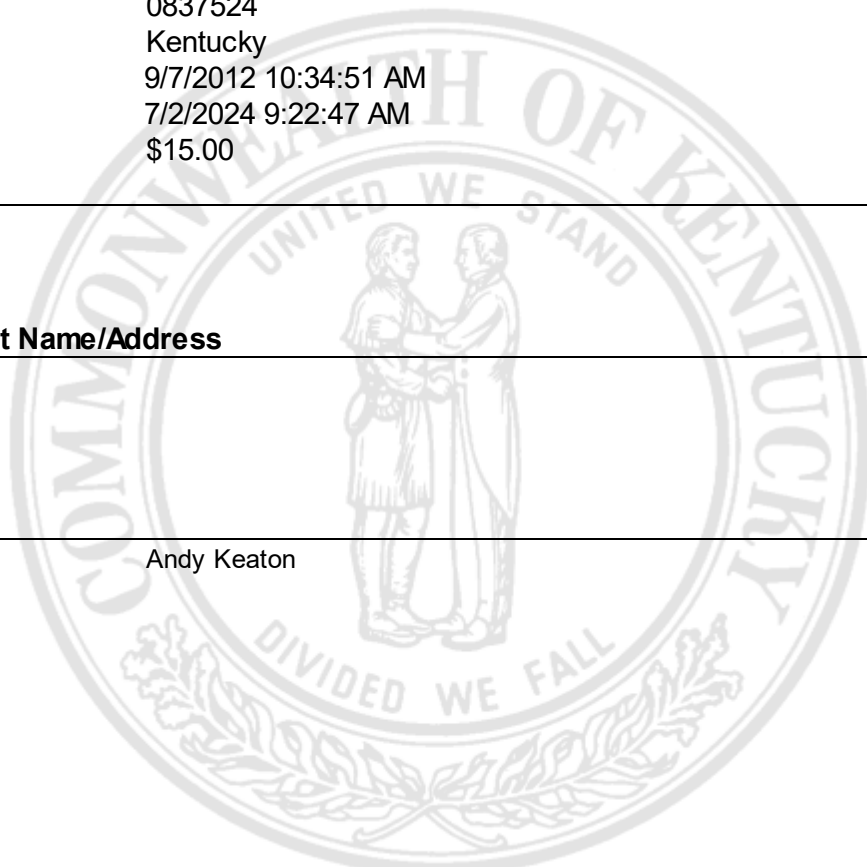 0837524
Kentucky
9/7/2012 10:34:51 AM
7/2/2024 9:22:47 AM
$15.00
COMMONWEALTH OF KENTUCKY
UNITED WE STAND
t Name/Address
Andy Keaton
DIVIDED WE FALL